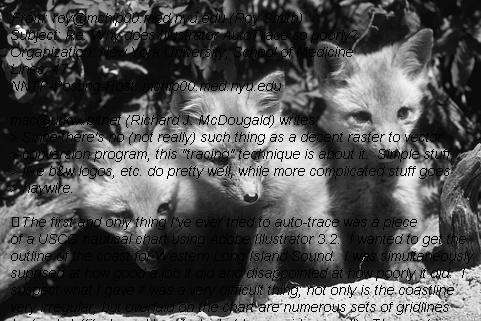 From: roy@mchip00.med.nyu.edu (Roy Smith)
Subject: Re: Why does Illustrator AutoTrace so poorly?
Organization: New York University, School of Medicine
Lines:
NNTP-Posting-Host: mchip00.med.nyu.edu
(Richard J. McDougald) writes:
> Since there's no (not really) such thing as a decent raster to vector
> conversion program, this "tracing" technique is about it. Simple stuff,
> like b&w logos, etc. do pretty well, while more complicated stuff goes
> haywire.
The first and only thing I've ever tried to auto-trace was a piece
of a USCG nautical chart using Adobe Illustrator 3.2. I wanted to get the
outline of the coast for Western Long Island Sound. I was simultaneously
suprised at how good a job it did and disappointed at how poorly it did. I
suspect what I gave it was a very difficult thing; not only is the coastline
very irregular, but overlaid on the chart are numerous sets of gridlines